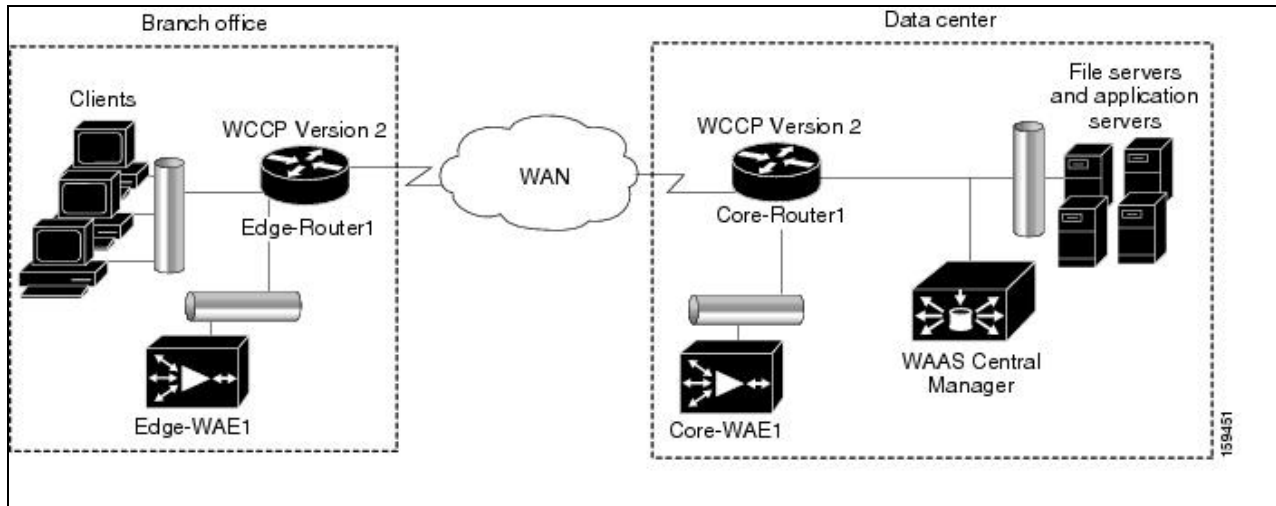 Branch office
Data center
Clients
WCCP Version 2
Edge-Router1
Edge-WAE1
WAN
WCCP Version 2
Core-Router1
Core-WAE1
File servers
and application
servers
WAAS Central
Manager
159451